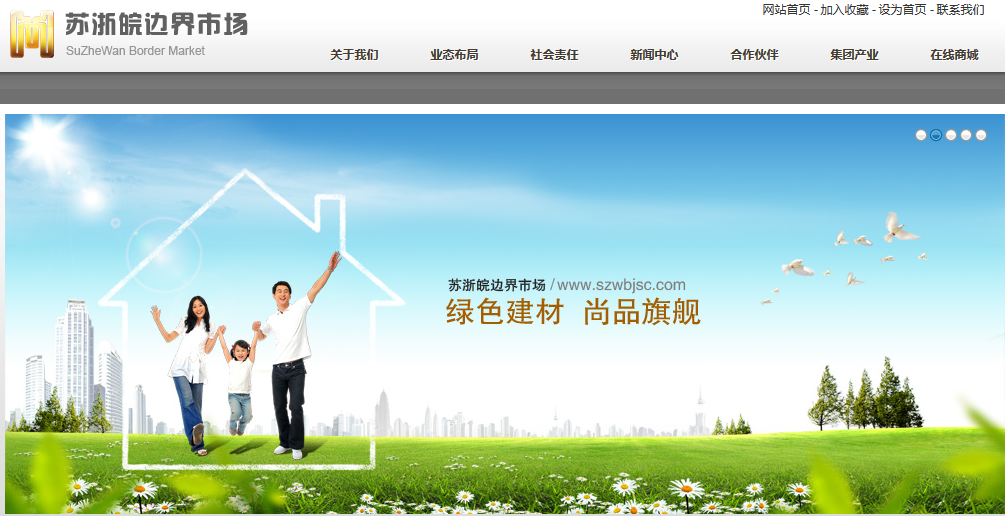 网站首页 - 加入收藏 - 设为首页 - 联系我们
苏浙皖边界市场
SuZheWan Border Market
关于我们 业态布局 社会责任 新闻中心 合作伙伴 集团产业 在线商城
苏浙皖边界市场 / www.szwbjsc.com
绿色建材 尚品旗舰